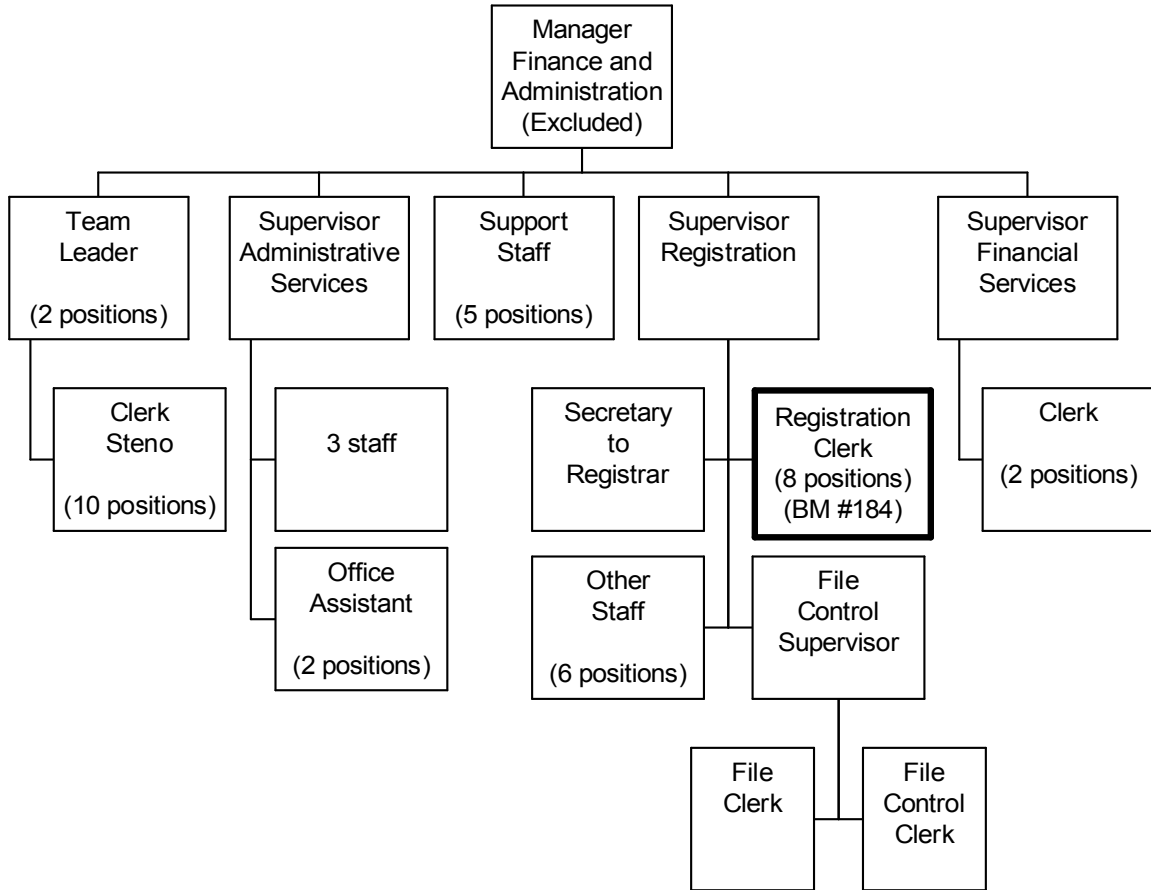 Manager
Finance and
Administration
(Excluded)
Team
Leader
(2 positions)
Supervisor
Administrative
Services
Support
Staff
(5 positions)
Supervisor
Registration
Supervisor
Financial
Services
Clerk
Steno
(10 positions)
3 staff
Secretary
to
Registrar
Registration
Clerk
(8 positions)
(BM #184)
Clerk
(2 positions)
Office
Assistant
(2 positions)
Other
Staff
(6 positions)
File
Control
Supervisor
File
Clerk
File
Control
Clerk